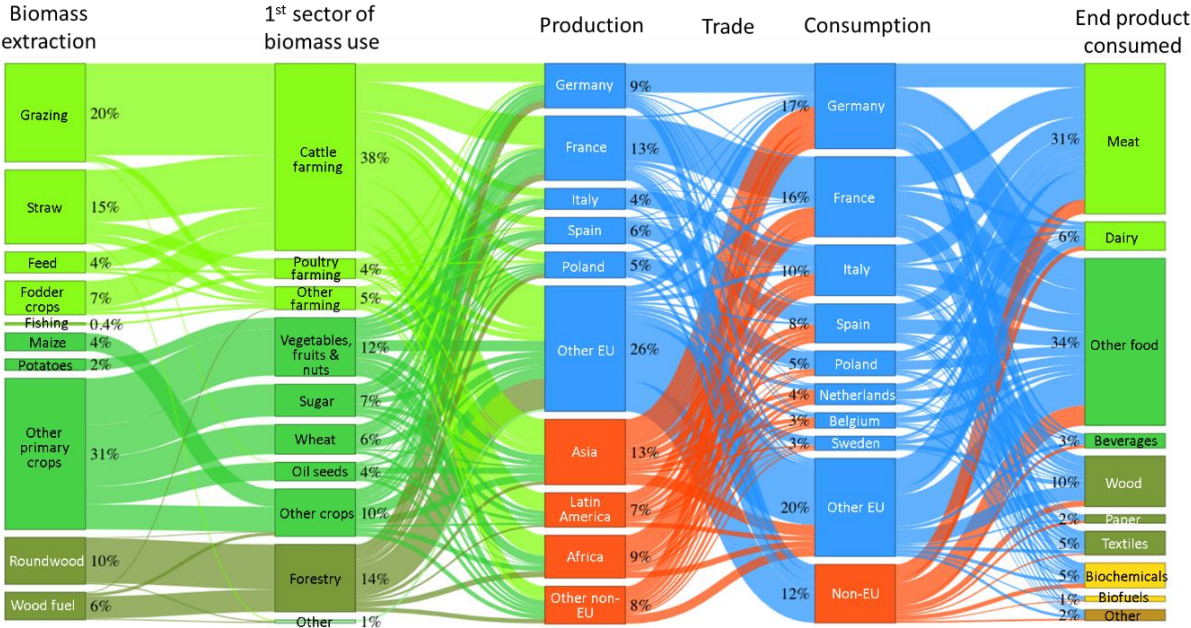 Biomass
extraction
1st sector of
biomass use
Production
Trade
Consumption
End product
consumed
Grazing
20%
Straw
15%
Feed
4%
Fodder
crops
7%
Fishing
0.4%
Maize
4%
Potatoes
2%
Other
primary
crops
31%
Roundwood
10%
Wood fuel
6%
Cattle
farming
38%
Poultry
farming
4%
Other
farming
5%
Vegetables,
fruits &
nuts
12%
Sugar
7%
Wheat
6%
Oil seeds
4%
Other crops
10%
Forestry
14%
Other
1%
Germany
9%
France
13%
Italy
4%
Spain
6%
Poland
5%
Other EU
26%
Asia
13%
Latin
America
7%
Africa
9%
Other non-
EU
8%
17%
Germany
16%
France
10%
Italy
8%
Spain
5%
Poland
4%
Netherlands
3%
Belgium
3%
Sweden
20%
Other EU
12%
Non-EU
31%
Meat
6%
Dairy
34%
Other food
3%
Beverages
10%
Wood
2%
Paper
5%
Textiles
5%
Biochemicals
1%
Biofuels
2%
Other